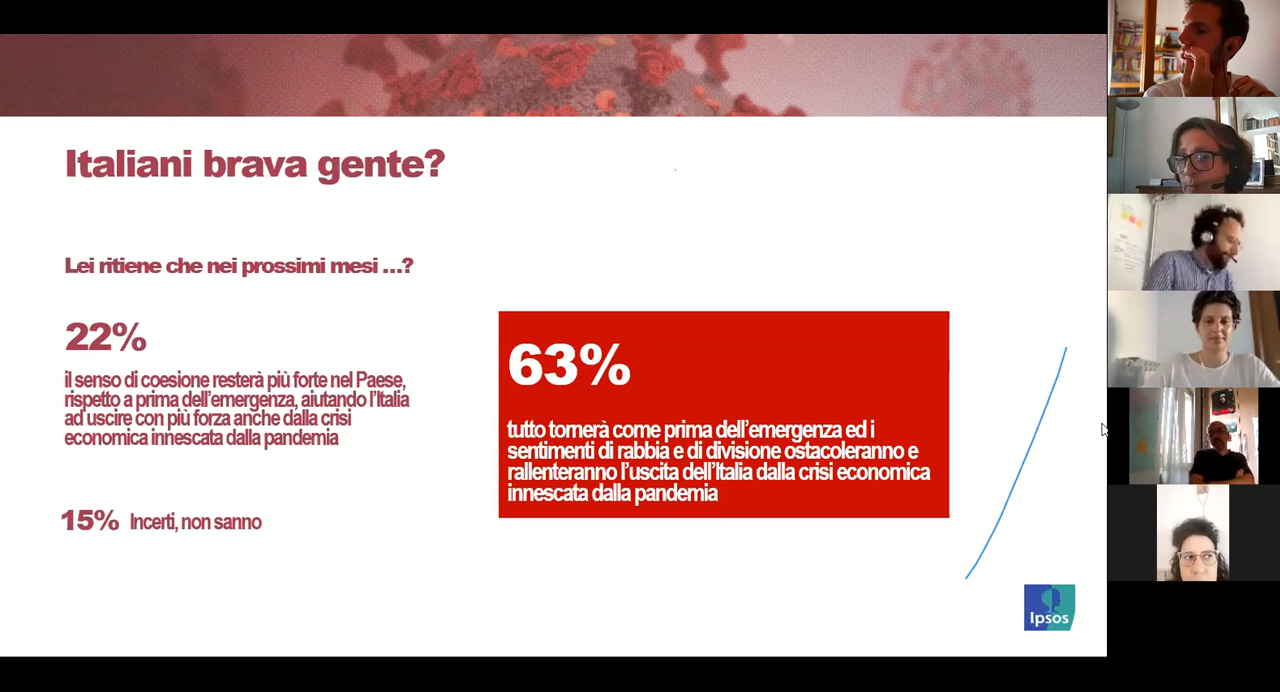 Italiani brava gente?
Lei ritiene che nei prossimi mesi ...?
22%
il senso di coesione resterà più forte nel Paese,
rispetto a prima dell'emergenza, aiutando l'Italia
ad uscire con più forza anche dalla crisi
economica innescata dalla pandemia
15% Incerti, non sanno
63%
tutto tornerà come prima dell'emergenza ed i
sentimenti di rabbia e di divisione ostacoleranno e
rallenteranno l'uscita dell'Italia dalla crisi economica
innescata dalla pandemia
Ipsos